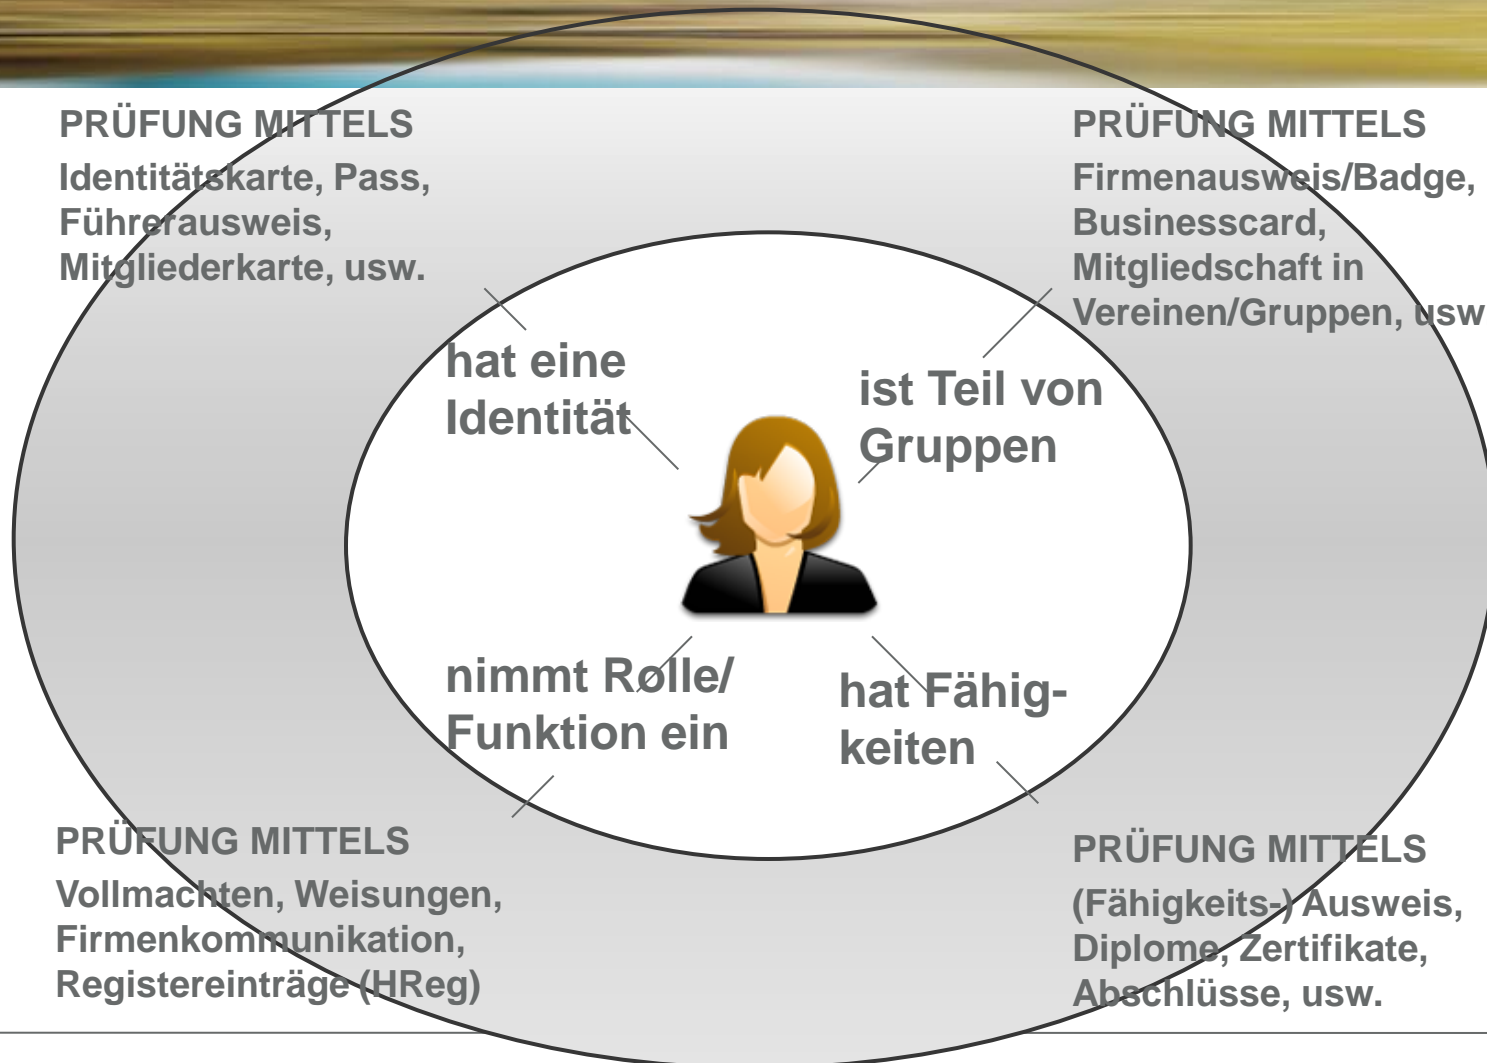 PRÜFUNG MITTELS
Identitätskarte, Pass,
Führerausweis,
Mitgliederkarte, usw.
PRÜFUNG MITTELS
Firmenausweis/Badge,
Businesscard,
Mitgliedschaft in
Vereinen/Gruppen, usw
hat eine
Identität
ist Teil von
Gruppen
nimmt Rolle/
Funktion ein
hat Fähig-
keiten
PRÜFUNG MITTELS
Vollmachten, Weisungen,
Firmenkommunikation,
Registereinträge (HReg)
PRÜFUNG MITTELS
(Fähigkeits-) Ausweis,
Diplome, Zertifikate,
Abschlüsse, usw.